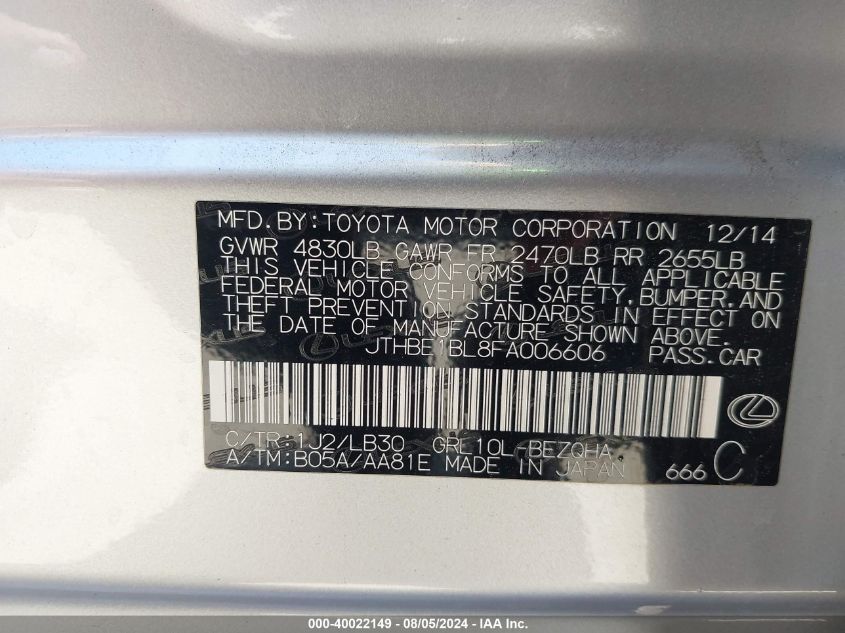 MFD. BY: TOYOTA MOTOR CORPORATION 12/14
GVWR 4830LB GAWR FR 2470LB RR 2655LB
THIS VEHICLE CONFORMS TO ALL APPLICABLE
FEDERAL MOTOR VEHICLE SAFETY, BUMPER, AND
THEFT PREVENTION STANDARDS IN EFFECT ON
THE DATE OF MANUFACTURE SHOWN ABOVE.
JTHBE1BL8FA006606 PASS.CAR
C/TR:1J2/LB30 GRL10L-BEZQHA
A/TM:B05A/AA81E MADE IN JAPAN 666 C
000-40022149 - 08/05/2024 - IAA Inc.